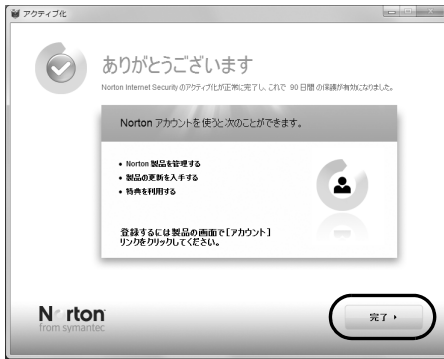 アクティブ化
ありがとうございます
Norton Internet Security のアクティブ化が正常に完了し、これで 90 日間 の保護が有効になりました。
Norton アカウントを使うと次のことができます。
• Norton 製品を管理する
• 製品の更新を入手する
• 特典を利用する
登録するには製品の画面で [アカウント]
リンクをクリックしてください。
Norton
from symantec
完了